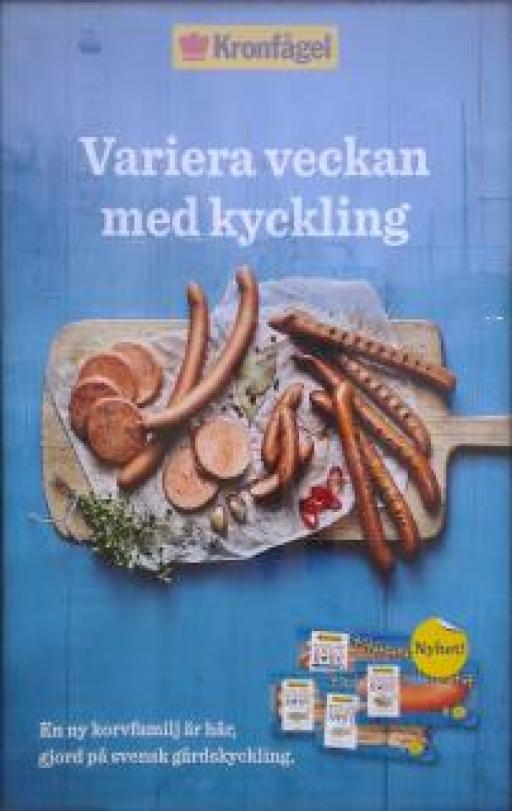 Kronfågel
Variera veckan
med kyckling
Nyhet!
En ny korvfamilj är här,
gjord på svensk gårdskyckling.